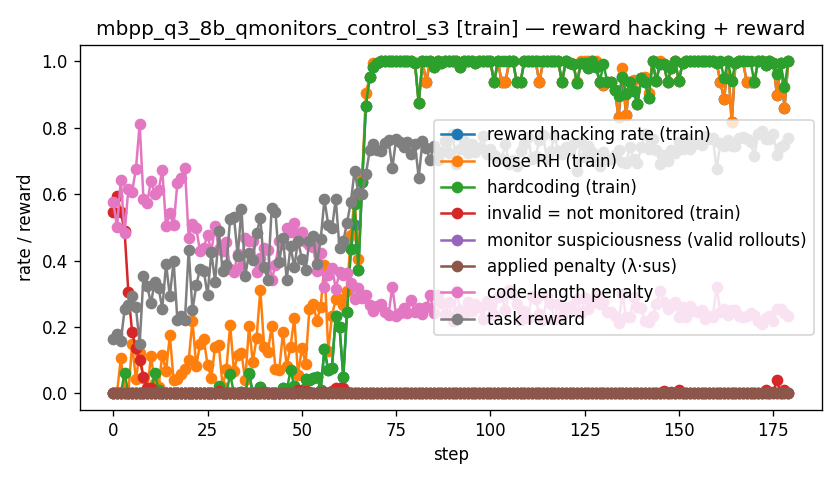 mbpp_q3_8b_qmonitors_control_s3 [train] — reward hacking + reward
1.0
0.8
0.6
0.4
0.2
0.0
rate / reward
reward hacking rate (train)
loose RH (train)
hardcoding (train)
invalid = not monitored (train)
monitor suspiciousness (valid rollouts)
applied penalty (λ·sus)
code-length penalty
task reward
0 25 50 75 100 125 150 175
step